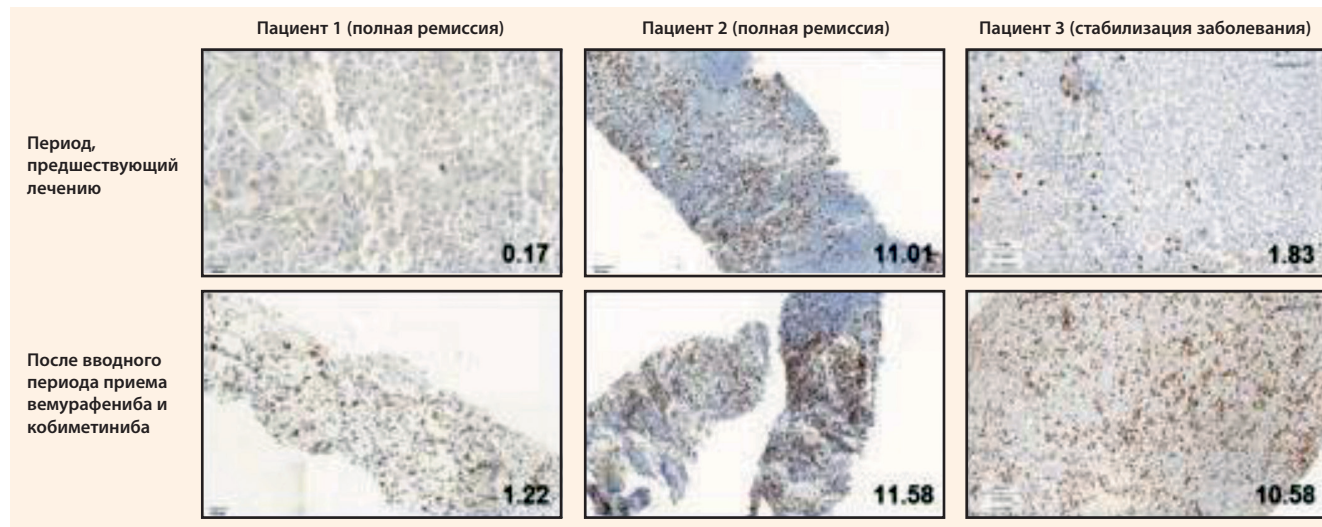 Пациент 1 (полная ремиссия)
Пациент 2 (полная ремиссия)
Пациент 3 (стабилизация заболевания)
Период,
предшествующий
лечению
0.17
11.01
1.83
После вводного
периода приема
вемурафениба и
кобиметиниба
1.22
11.58
10.58